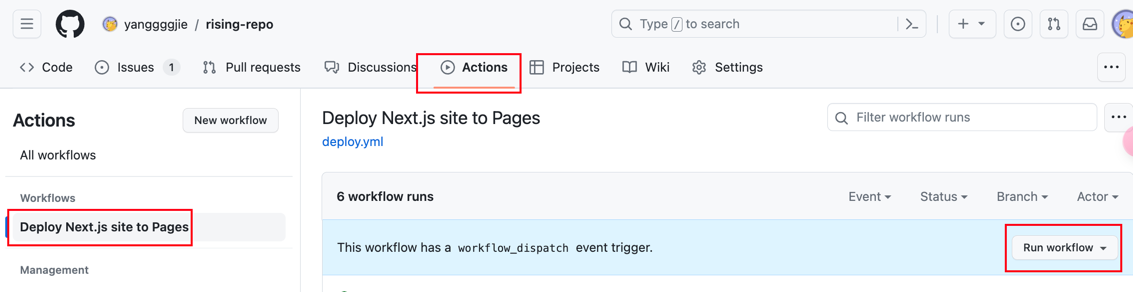 yanggggjie / rising-repo
Type / to search
Code
Issues 1
Pull requests
Discussions
Actions
Projects
Wiki
Settings
Actions
New workflow
All workflows
Workflows
Deploy Next.js site to Pages
Management
Deploy Next.js site to Pages
deploy.yml
Filter workflow runs
6 workflow runs
Event
Status
Branch
Actor
This workflow has a workflow_dispatch event trigger.
Run workflow